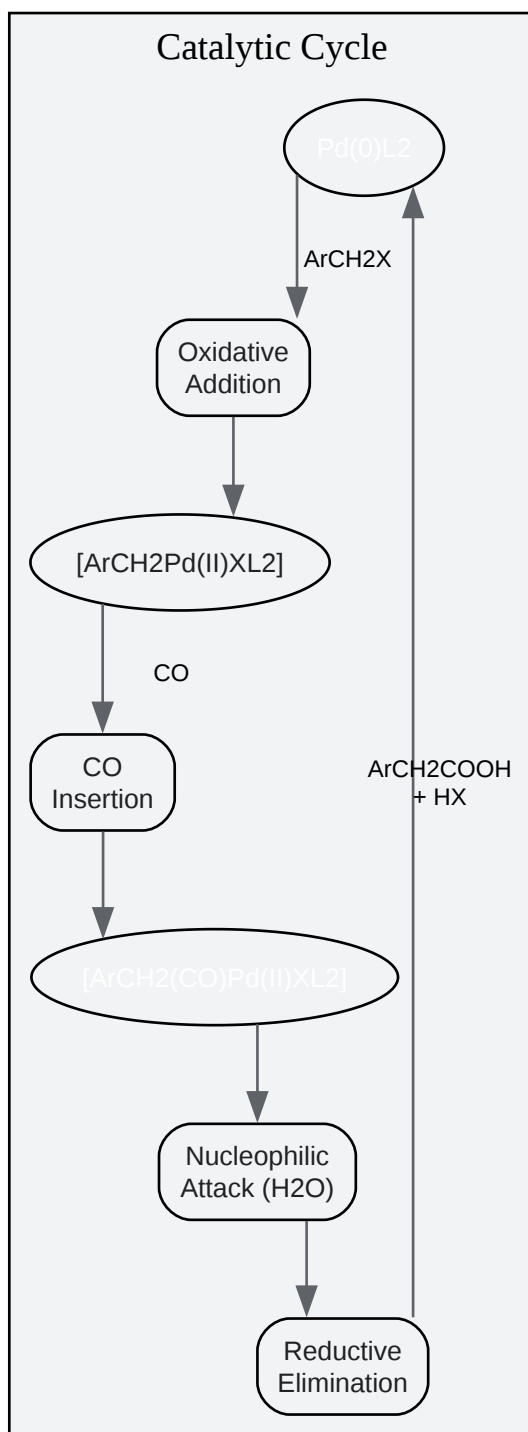 Catalytic Cycle
Pd(0)L2
ArCH2X
Oxidative
Addition
[ArCH2Pd(II)XL2]
CO
CO
Insertion
ArCH2COOH
+ HX
[ArCH2(CO)Pd(II)XL2]
Nucleophilic
Attack (H2O)
Reductive
Elimination